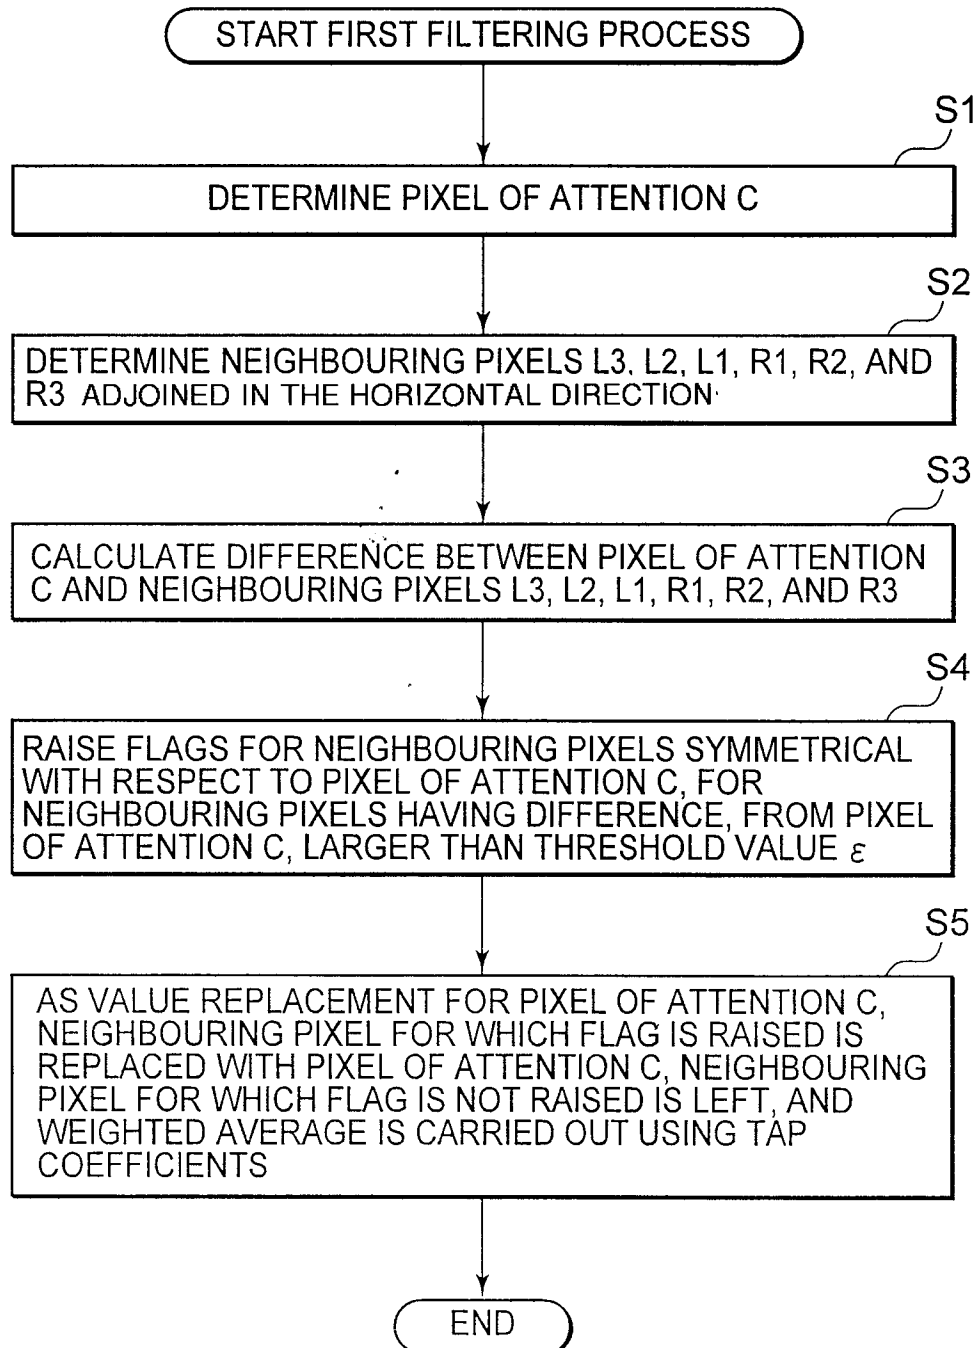 START FIRST FILTERING PROCESS
S1
DETERMINE PIXEL OF ATTENTION C
S2
DETERMINE NEIGHBOURING PIXELS L3, L2, L1, R1, R2, AND
R3 ADJOINED IN THE HORIZONTAL DIRECTION
S3
CALCULATE DIFFERENCE BETWEEN PIXEL OF ATTENTION
C AND NEIGHBOURING PIXELS L3, L2, L1, R1, R2, AND R3
S4
RAISE FLAGS FOR NEIGHBOURING PIXELS SYMMETRICAL
WITH RESPECT TO PIXEL OF ATTENTION C, FOR
NEIGHBOURING PIXELS HAVING DIFFERENCE, FROM PIXEL
OF ATTENTION C, LARGER THAN THRESHOLD VALUE ε
S5
AS VALUE REPLACEMENT FOR PIXEL OF ATTENTION C,
NEIGHBOURING PIXEL FOR WHICH FLAG IS RAISED IS
REPLACED WITH PIXEL OF ATTENTION C, NEIGHBOURING
PIXEL FOR WHICH FLAG IS NOT RAISED IS LEFT, AND
WEIGHTED AVERAGE IS CARRIED OUT USING TAP
COEFFICIENTS
END